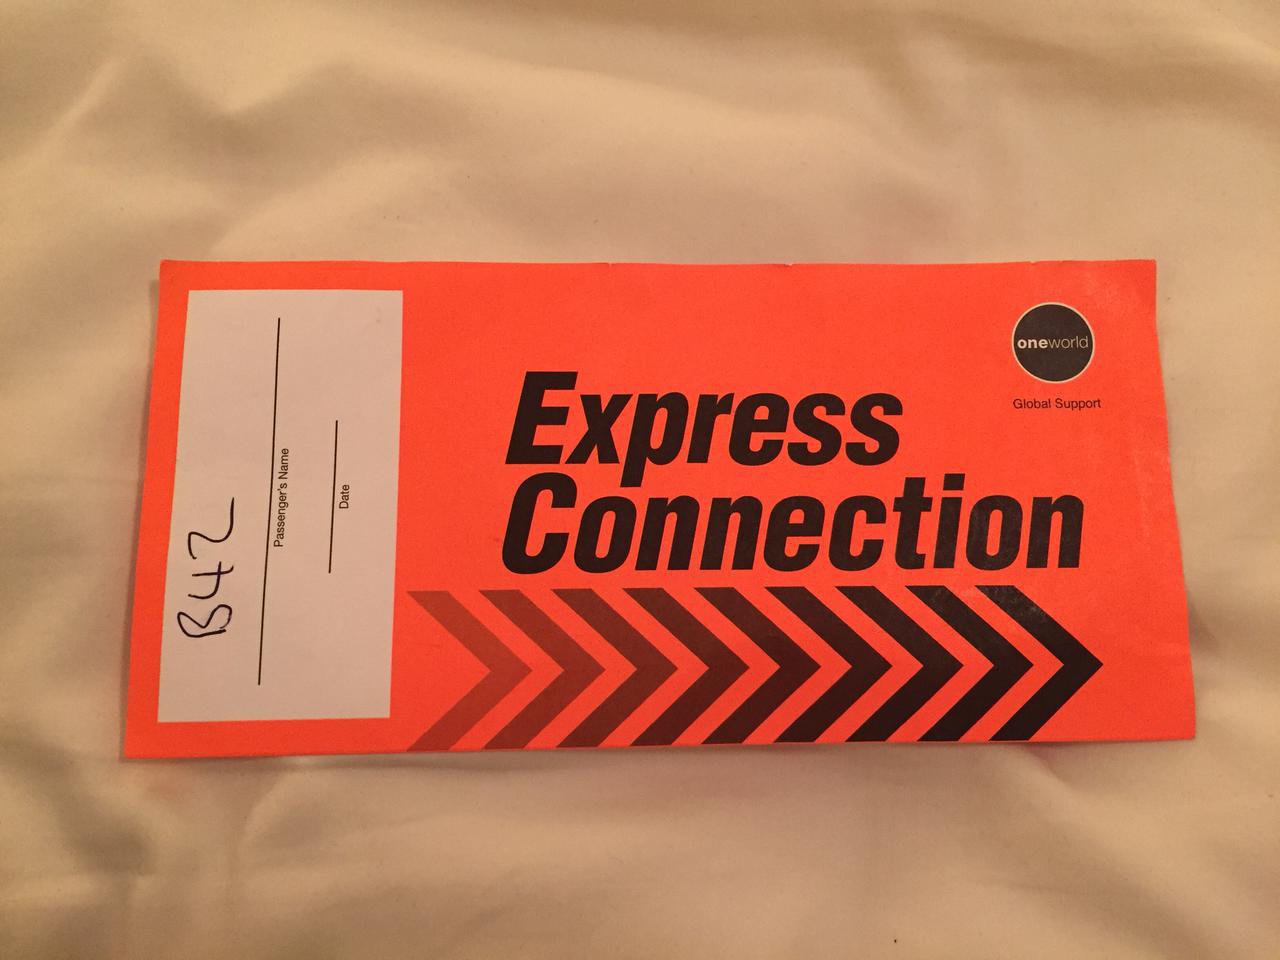 B42
Passenger's Name
Date
oneworld
Global Support
Express
Connection